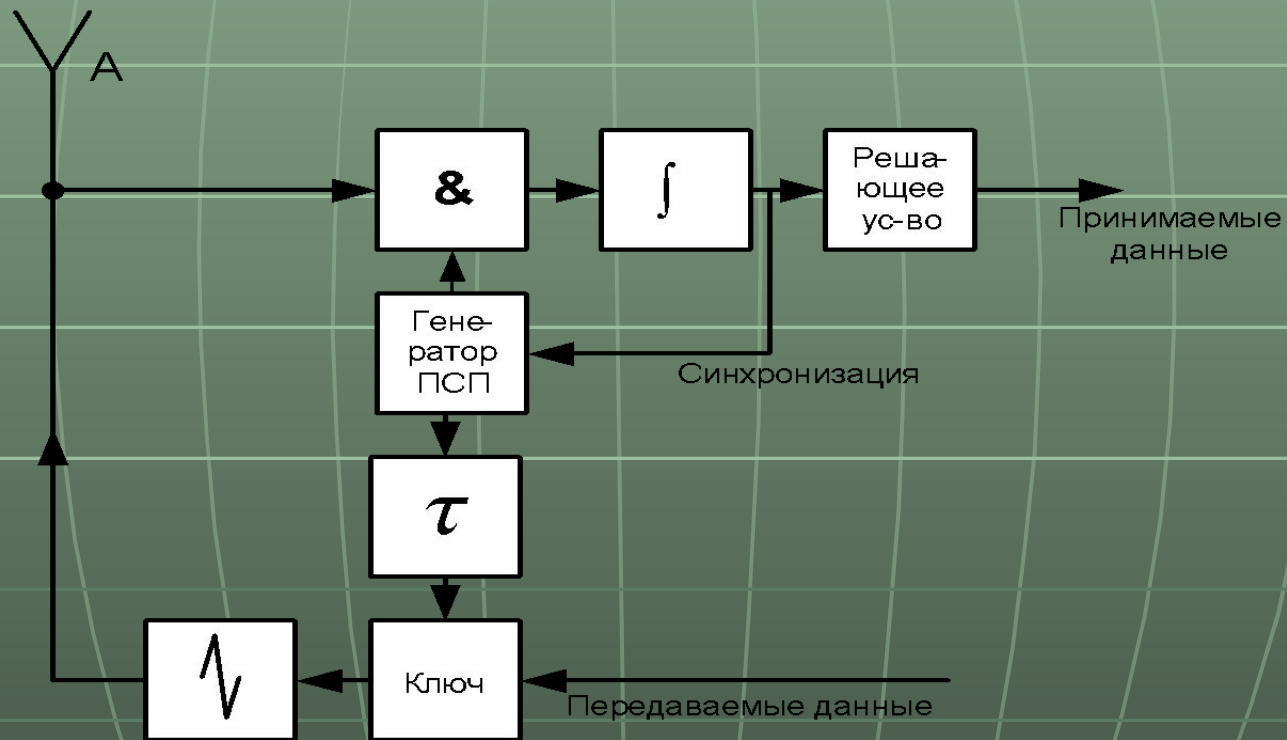 A
&
∫
Реша-
ющее
ус-во
Принимаемые
данные
Гене-
ратор
ПСП
Синхронизация
τ
Ключ
Передаваемые данные